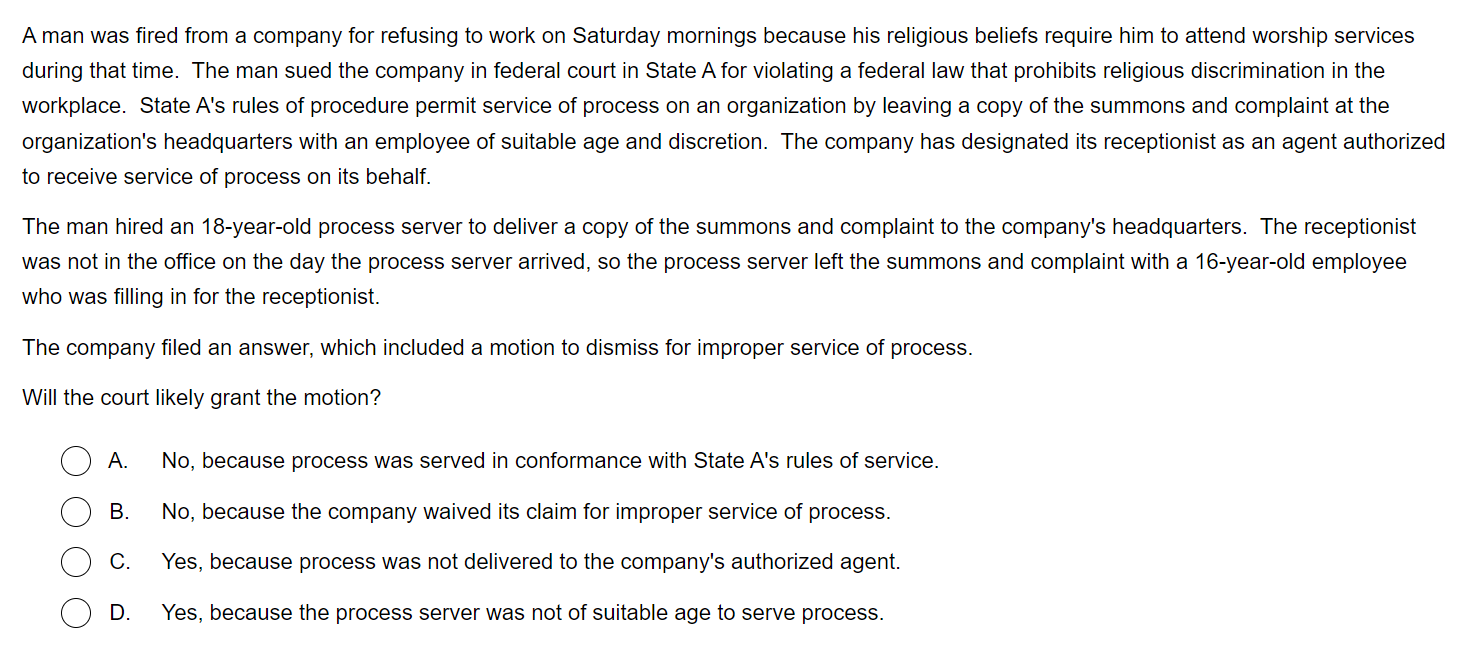 A man was fired from a company for refusing to work on Saturday mornings because his religious beliefs require him to attend worship services
during that time.  The man sued the company in federal court in State A for violating a federal law that prohibits religious discrimination in the
workplace.  State A's rules of procedure permit service of process on an organization by leaving a copy of the summons and complaint at the
organization's headquarters with an employee of suitable age and discretion.  The company has designated its receptionist as an agent authorized
to receive service of process on its behalf.
The man hired an 18-year-old process server to deliver a copy of the summons and complaint to the company's headquarters.  The receptionist
was not in the office on the day the process server arrived, so the process server left the summons and complaint with a 16-year-old employee
who was filling in for the receptionist.
The company filed an answer, which included a motion to dismiss for improper service of process.
Will the court likely grant the motion?
A. No, because process was served in conformance with State A's rules of service.
B. No, because the company waived its claim for improper service of process.
C. Yes, because process was not delivered to the company's authorized agent.
D. Yes, because the process server was not of suitable age to serve process.